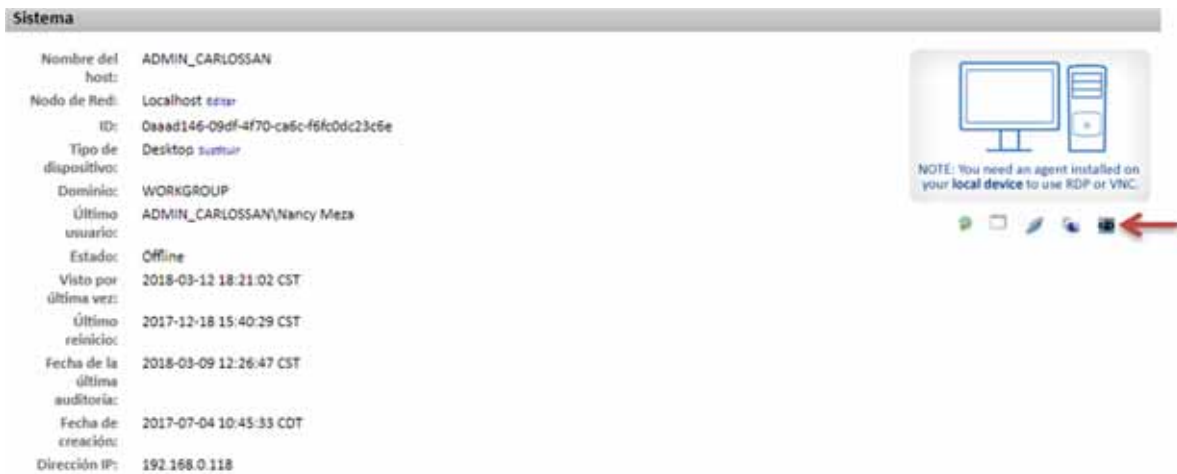 Sistema
Nombre del host: ADMIN_CARLOSSAN
Nodo de Red: Localhost Editar
ID: 0aaad146-09df-4f70-ca6c-f6fc0dc23c6e
Tipo de dispositivo: Desktop Sustituir
Dominio: WORKGROUP
Último usuario: ADMIN_CARLOSSAN\Nancy Meza
Estado: Offline
Visto por última vez: 2018-03-12 18:21:02 CST
Último reinicio: 2017-12-18 15:40:29 CST
Fecha de la última auditoría: 2018-03-09 12:26:47 CST
Fecha de creación: 2017-07-04 10:45:33 CDT
Dirección IP: 192.168.0.118
NOTE: You need an agent installed on
your local device to use RDP or VNC.